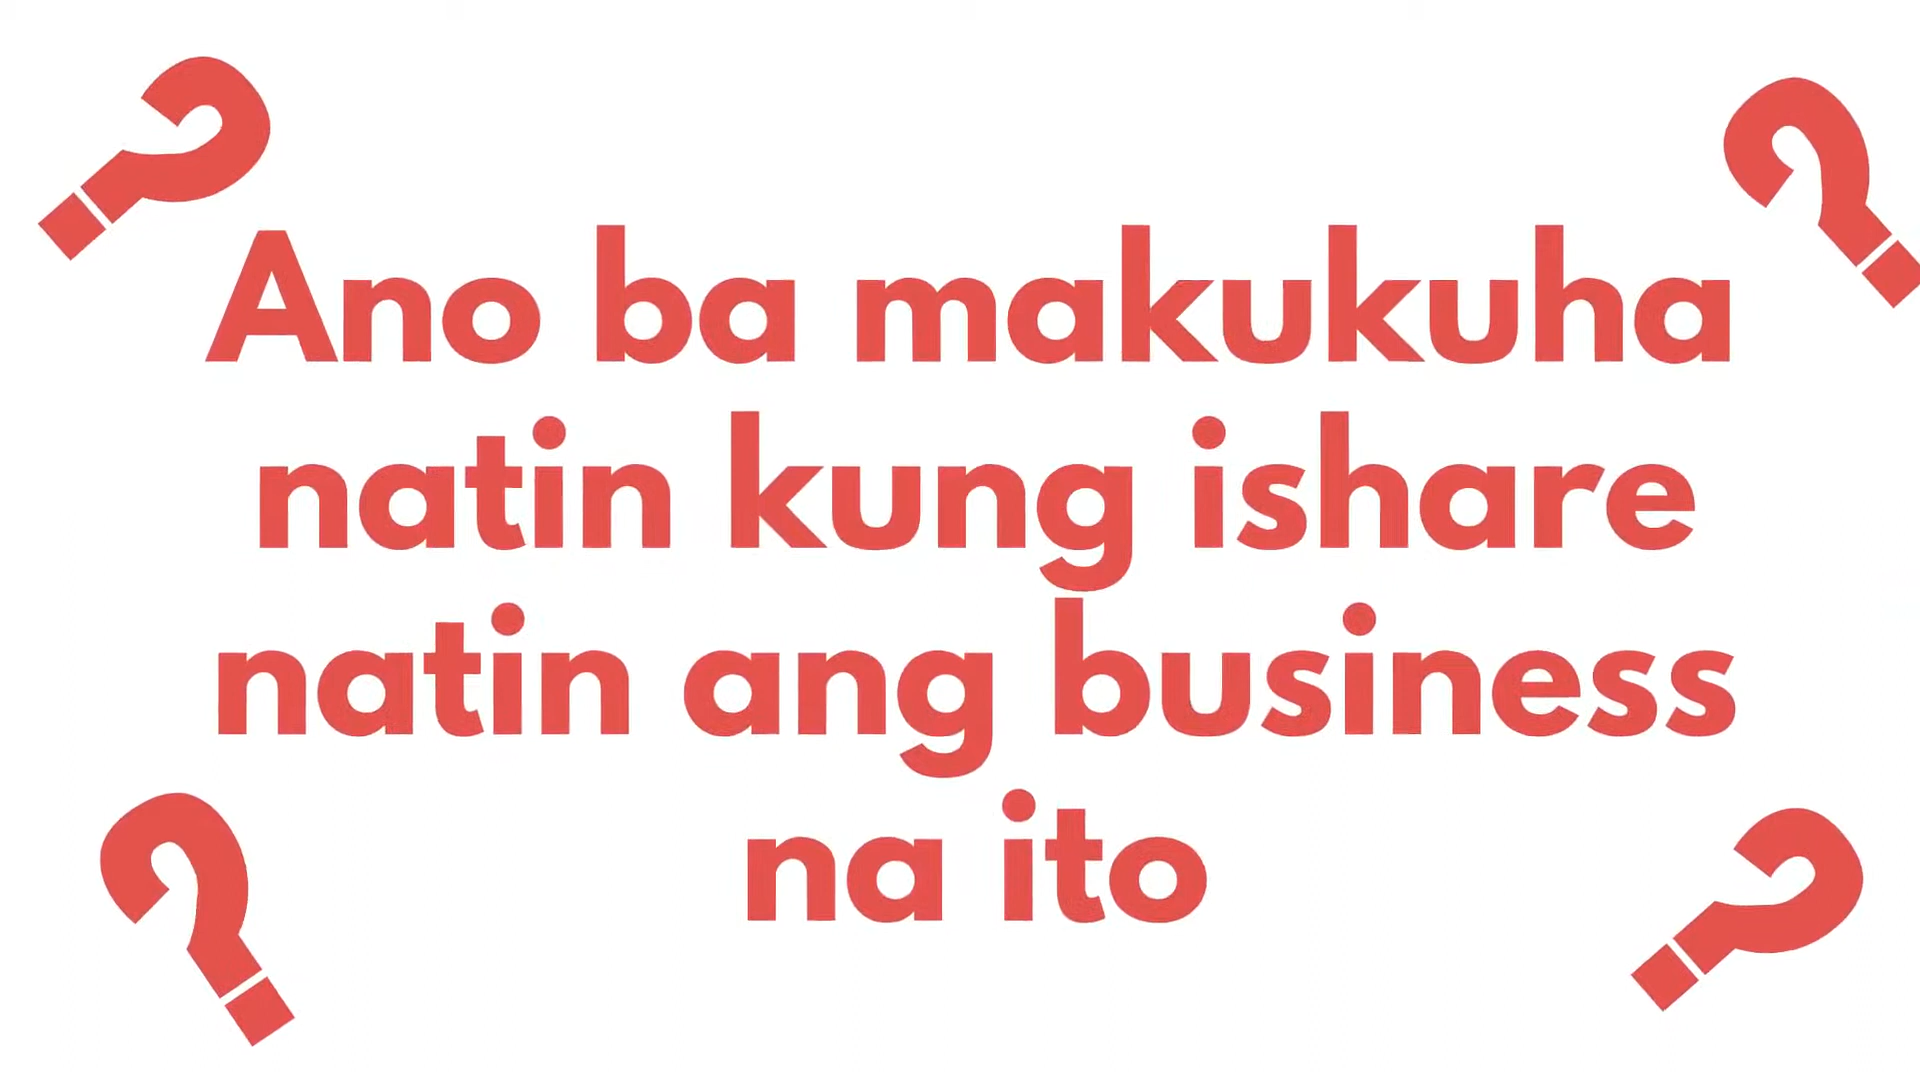 Ano ba makukuha
natin kung ishare
natin ang business
na ito